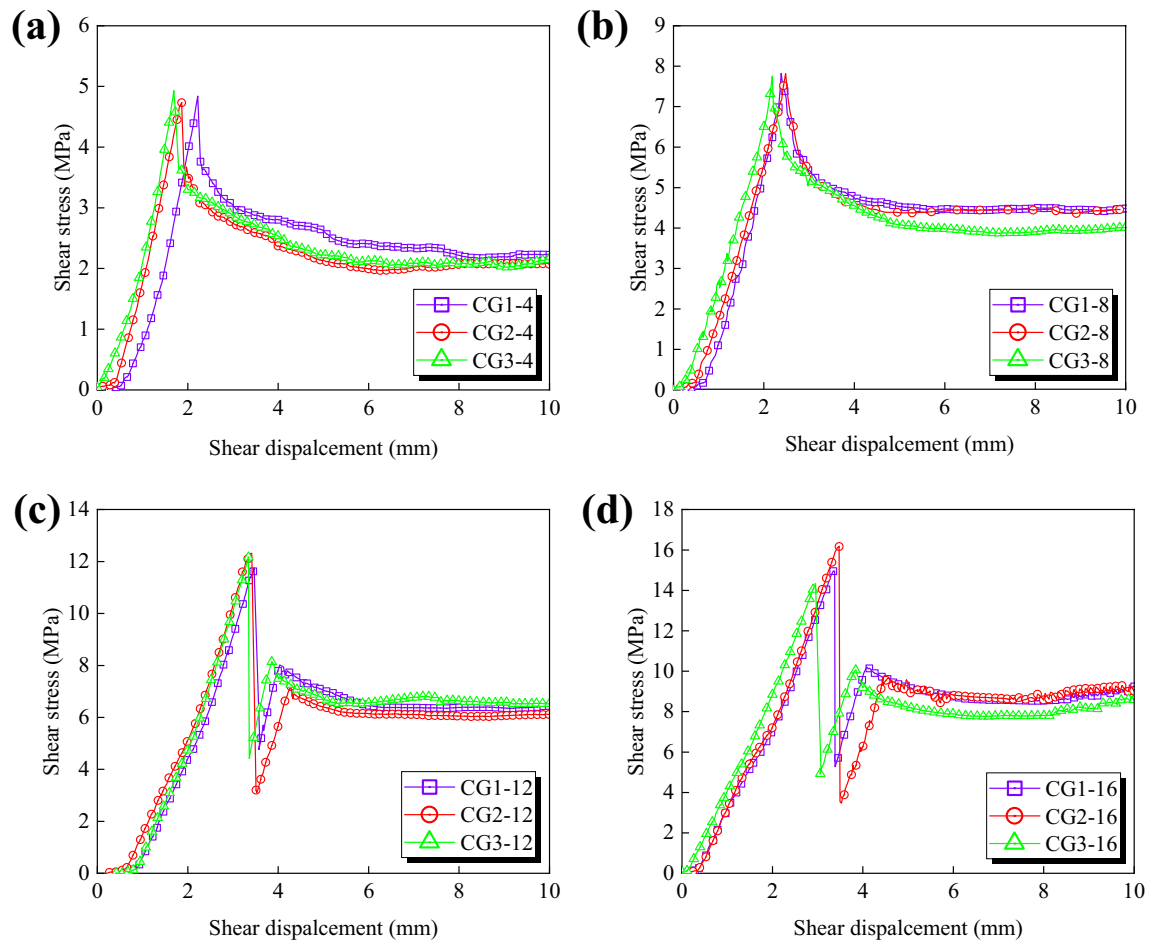 (a)
6
5
4
3
2
1
0
Shear stress (MPa)
CG1-4
CG2-4
CG3-4
0 2 4 6 8 10
Shear dispalcement (mm)
(b)
9
8
7
6
5
4
3
2
1
0
Shear stress (MPa)
CG1-8
CG2-8
CG3-8
0 2 4 6 8 10
Shear dispalcement (mm)
(c)
14
12
10
8
6
4
2
0
Shear stress (MPa)
CG1-12
CG2-12
CG3-12
0 2 4 6 8 10
Shear dispalcement (mm)
(d)
18
16
14
12
10
8
6
4
2
0
Shear stress (MPa)
CG1-16
CG2-16
CG3-16
0 2 4 6 8 10
Shear dispalcement (mm)